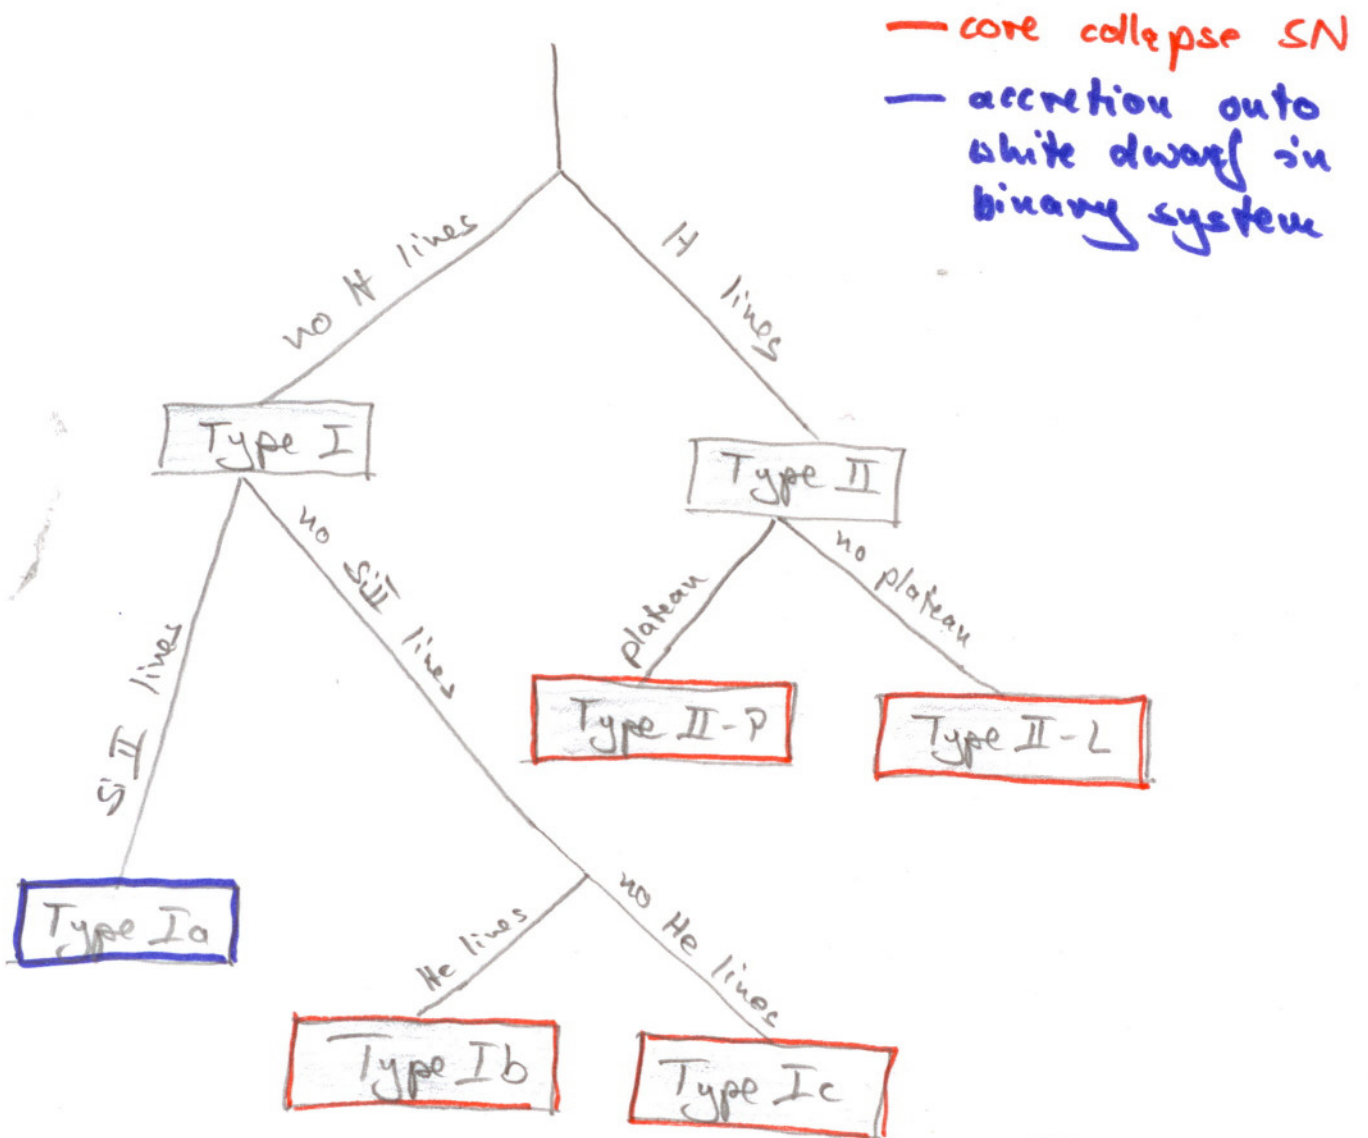 core collapse SN
accretion onto
white dwarf in
binary system
no H lines
H lines
Type I
Type II
no SiII lines
SiII lines
plateau
no plateau
Type II-P
Type II-L
Type Ia
He lines
no He lines
Type Ib
Type Ic